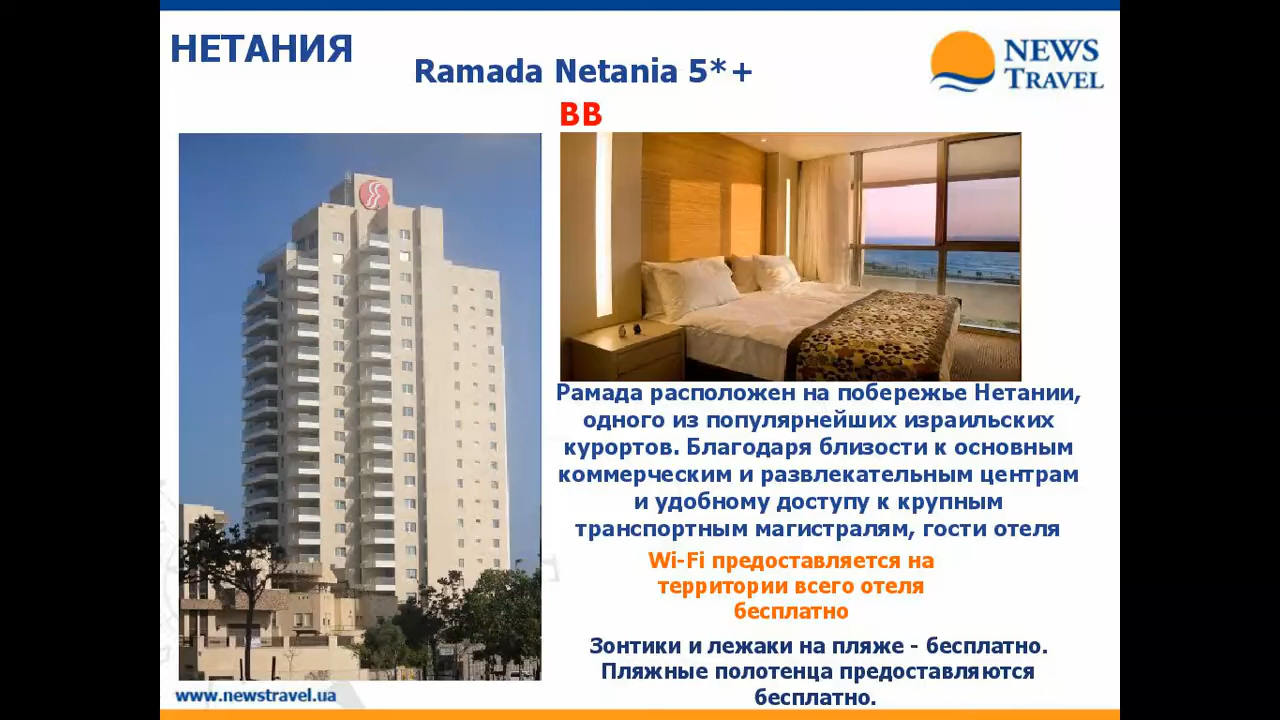 НЕТАНИЯ
Ramada Netania 5*+
BB
NEWS
TRAVEL
Рамада расположен на побережье Нетании,
одного из популярнейших израильских
курортов. Благодаря близости к основным
коммерческим и развлекательным центрам
и удобному доступу к крупным
транспортным магистралям, гости отеля
Wi-Fi предоставляется на
территории всего отеля
бесплатно
Зонтики и лежаки на пляже - бесплатно.
Пляжные полотенца предоставляются
бесплатно.
www.newstravel.ua